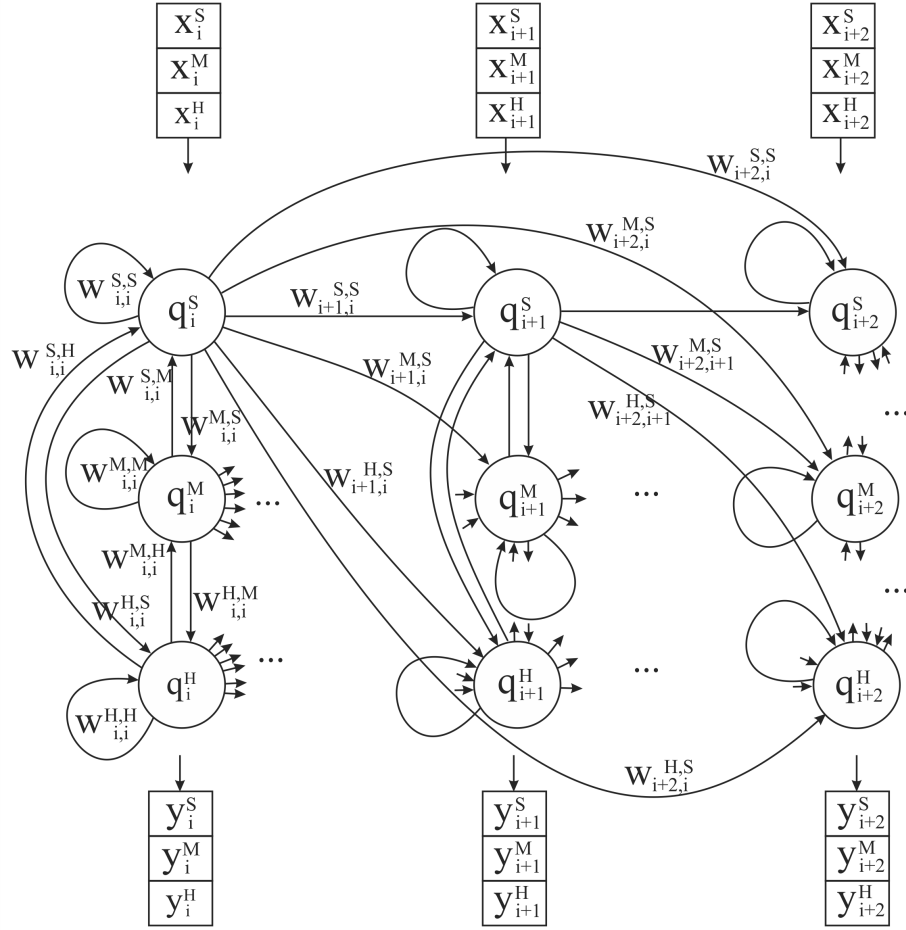 x_i^S x_{i+1}^S x_{i+2}^S
x_i^M x_{i+1}^M x_{i+2}^M
x_i^H x_{i+1}^H x_{i+2}^H
w_{i+2,i}^{S,S}
w_{i+2,i}^{M,S}
w_{i,i}^{S,S} w_{i+1,i}^{S,S}
q_i^S q_{i+1}^S q_{i+2}^S
w_{i,i}^{S,H} w_{i,i}^{S,M} w_{i+1,i}^{M,S} w_{i+2,i+1}^{M,S}
w_{i,i}^{M,S} w_{i+2,i+1}^{H,S} ...
w_{i,i}^{M,M} w_{i+1,i}^{H,S}
q_i^M ... q_{i+1}^M ... q_{i+2}^M
w_{i,i}^{M,H}
w_{i,i}^{H,S} w_{i,i}^{H,M} ...
q_i^H ... q_{i+1}^H ... q_{i+2}^H
w_{i,i}^{H,H}
w_{i+2,i}^{H,S}
y_i^S y_{i+1}^S y_{i+2}^S
y_i^M y_{i+1}^M y_{i+2}^M
y_i^H y_{i+1}^H y_{i+2}^H